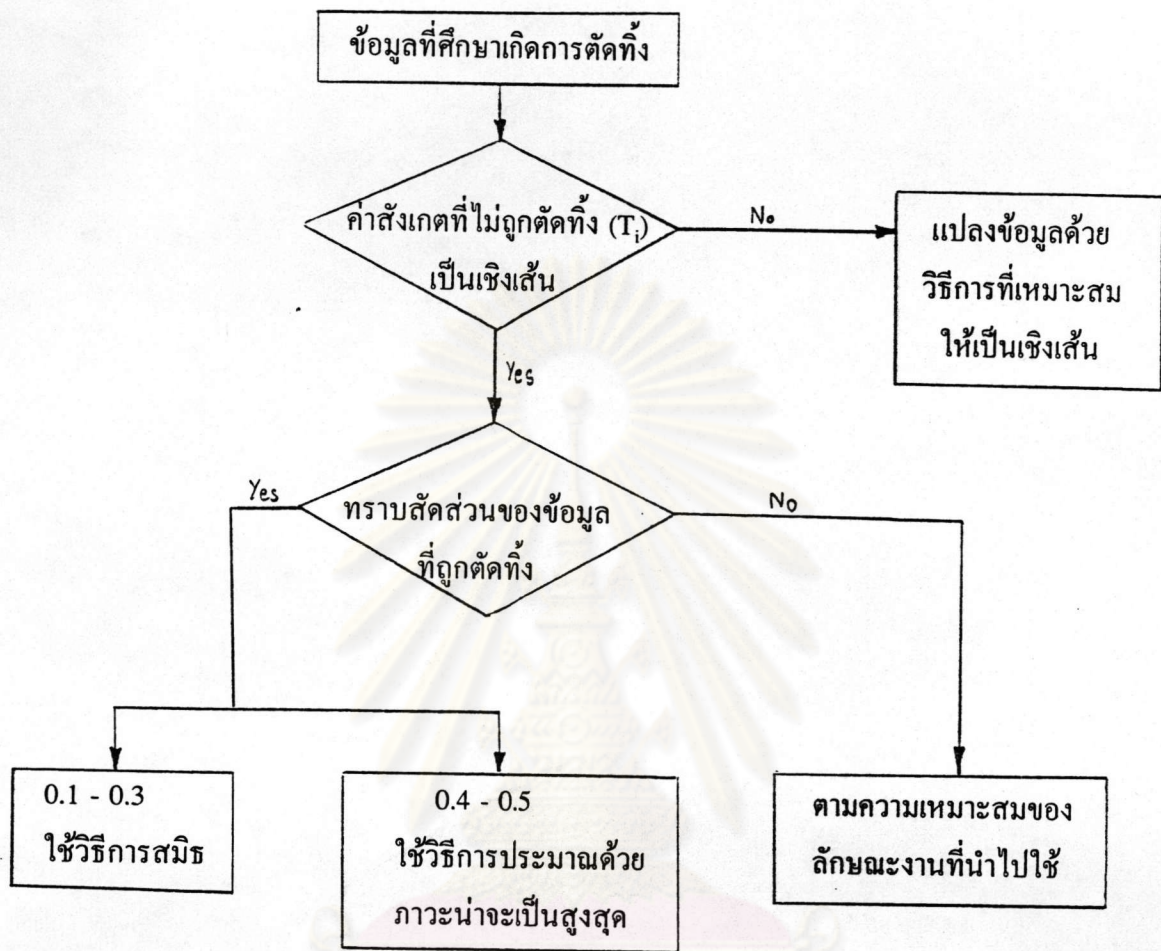 ข้อมูลที่ศึกษาเกิดการตัดทิ้ง
ค่าสังเกตที่ไม่ถูกตัดทิ้ง (Tᵢ)
เป็นเชิงเส้น
No
แปลงข้อมูลด้วย
วิธีการที่เหมาะสม
ให้เป็นเชิงเส้น
Yes
Yes
ทราบสัดส่วนของข้อมูล
ที่ถูกตัดทิ้ง
No
0.1 - 0.3
ใช้วิธีการสมิธ
0.4 - 0.5
ใช้วิธีการประมาณด้วย
ภาวะน่าจะเป็นสูงสุด
ตามความเหมาะสมของ
ลักษณะงานที่นำไปใช้